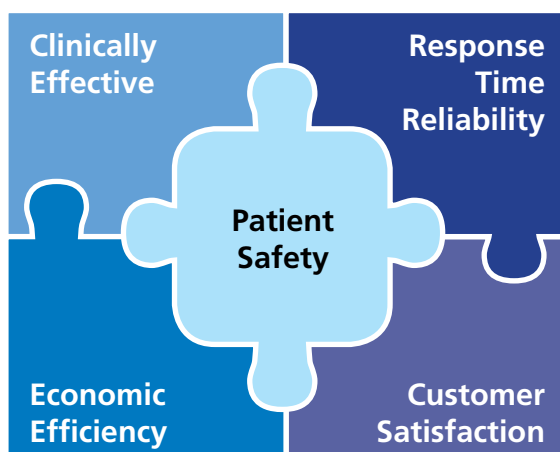 Clinically
Effective
Response
Time
Reliability
Patient
Safety
Economic
Efficiency
Customer
Satisfaction